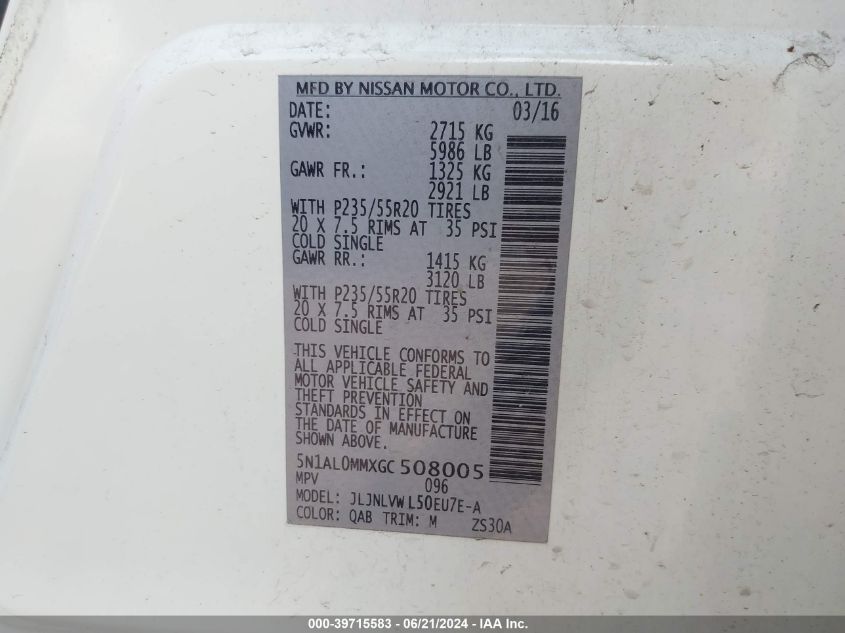 MFD BY NISSAN MOTOR CO., LTD.
DATE: 03/16
GVWR: 2715 KG
5986 LB
GAWR FR.: 1325 KG
2921 LB
WITH P235/55R20 TIRES
20 X 7.5 RIMS AT 35 PSI
COLD SINGLE
GAWR RR.: 1415 KG
3120 LB
WITH P235/55R20 TIRES
20 X 7.5 RIMS AT 35 PSI
COLD SINGLE
THIS VEHICLE CONFORMS TO
ALL APPLICABLE FEDERAL
MOTOR VEHICLE SAFETY AND
THEFT PREVENTION
STANDARDS IN EFFECT ON
THE DATE OF MANUFACTURE
SHOWN ABOVE.
5N1AL0MMXGC 508005
MPV 096
MODEL: JLJNLVW L50EU7E-A
COLOR: QAB TRIM: M ZS30A
000-39715583 - 06/21/2024 - IAA Inc.